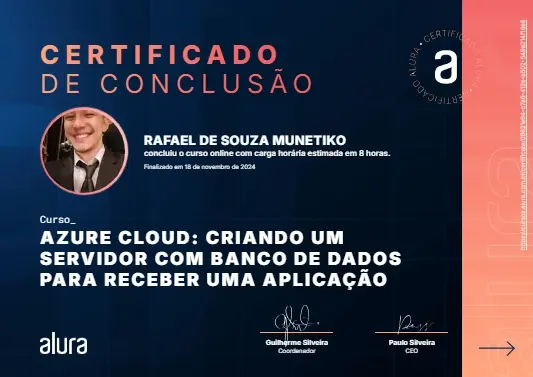 CERTIFICADO
DE CONCLUSÃO
CERTIFICADO ALURA • CERTIFICADO ALURA •
a
RAFAEL DE SOUZA MUNETIKO
concluiu o curso online com carga horária estimada em 8 horas.
Finalizado em 18 de novembro de 2024
Curso_
AZURE CLOUD: CRIANDO UM
SERVIDOR COM BANCO DE DADOS
PARA RECEBER UMA APLICAÇÃO
Guilherme Silveira
Coordenador
Paulo Silveira
CEO
alura